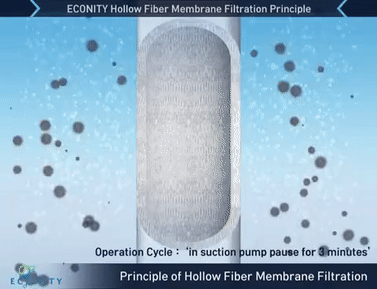 ECONITY Hollow Fiber Membrane Filtration Principle
Operation Cycle : ‘in suction pump pause for 3 minutes’
ECONITY
Principle of Hollow Fiber Membrane Filtration